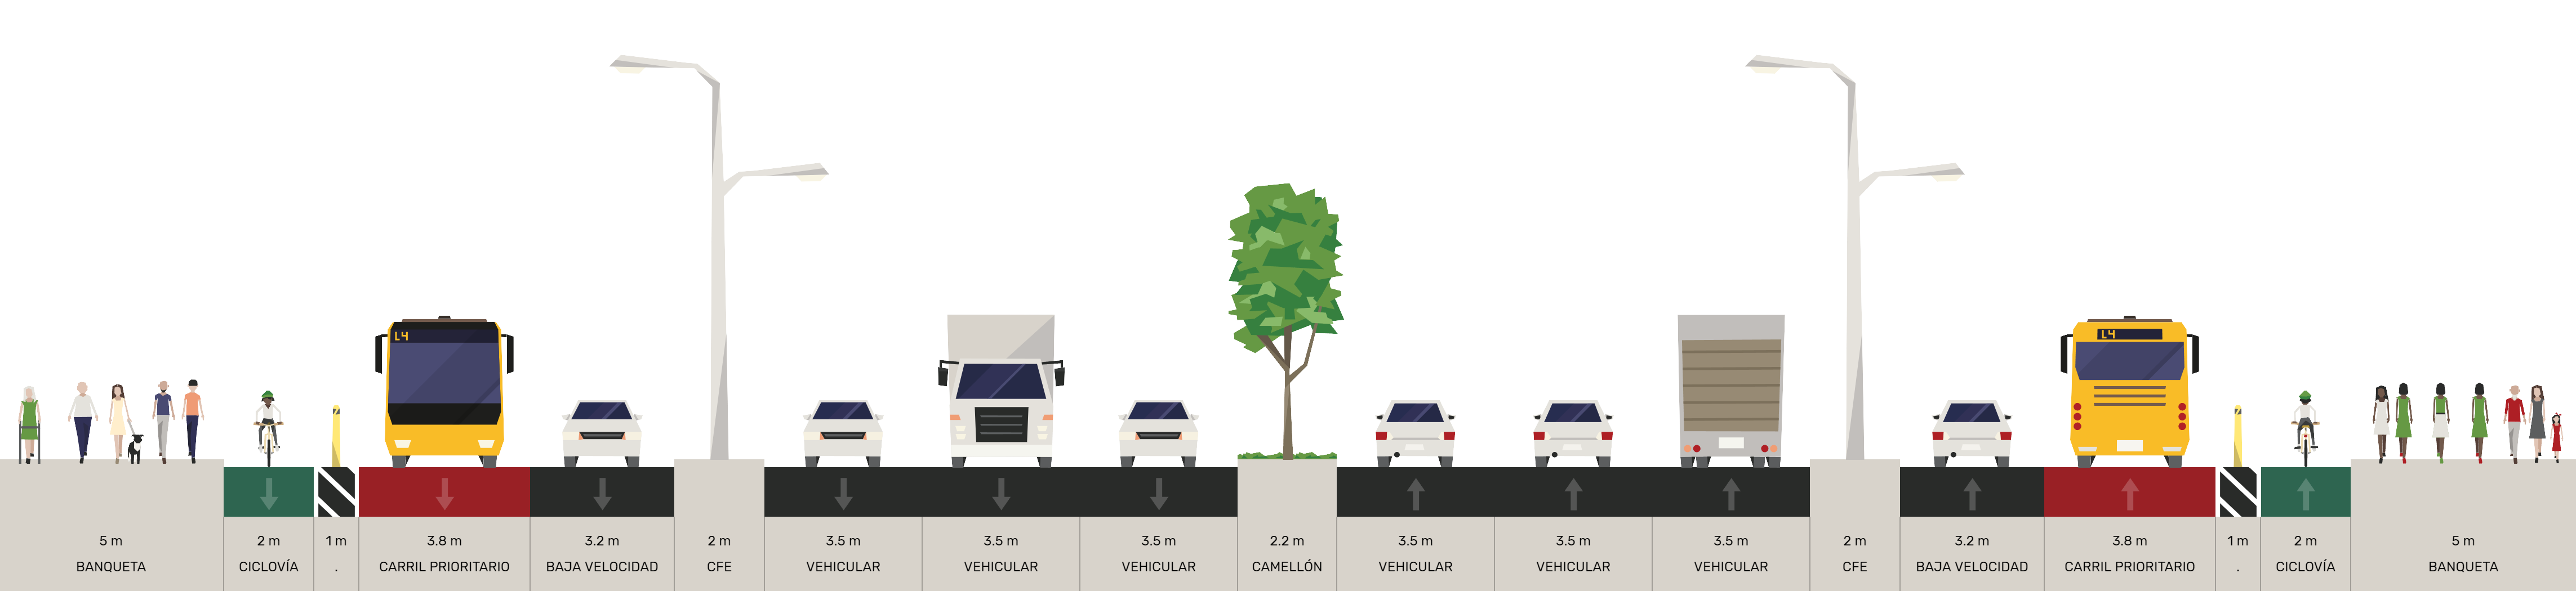 L4
L4
5 m
2 m
1 m
3.8 m
3.2 m
2 m
3.5 m
3.5 m
3.5 m
2.2 m
3.5 m
3.5 m
3.5 m
2 m
3.2 m
3.8 m
1 m
2 m
5 m
BANQUETA
CICLOVÍA
.
CARRIL PRIORITARIO
BAJA VELOCIDAD
CFE
VEHICULAR
VEHICULAR
VEHICULAR
CAMELLÓN
VEHICULAR
VEHICULAR
VEHICULAR
CFE
BAJA VELOCIDAD
CARRIL PRIORITARIO
.
CICLOVÍA
BANQUETA